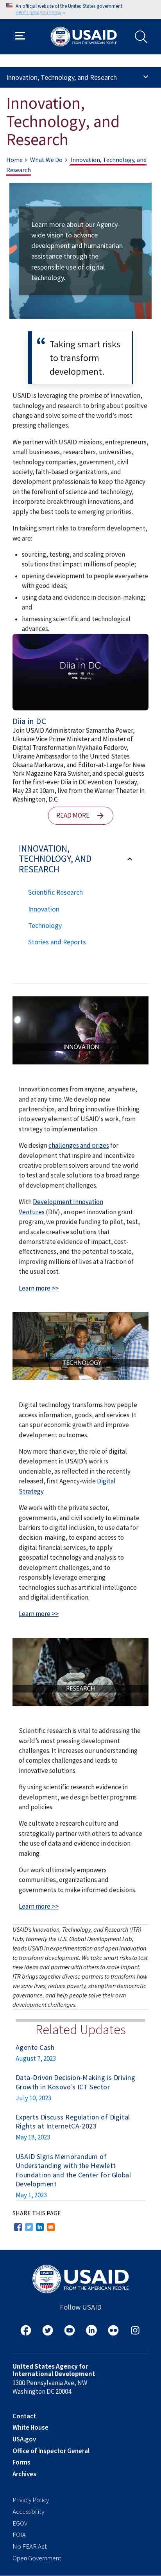 An official website of the United States government
Here's how you know
USAID
FROM THE AMERICAN PEOPLE
Innovation, Technology, and Research
Innovation,
Technology, and
Research
Home › What We Do › Innovation, Technology, and
Research
Learn more about our Agency-
wide vision to advance
development and humanitarian
assistance through the
responsible use of digital
technology.
“ Taking smart risks
to transform
development.
USAID is leveraging the best of innovation,
technology, and research to have positive change
in the lives of vulnerable around some of the world's most
pressing challenges.
We partner with USAID missions, entrepreneurs,
small businesses, researchers, universities,
technology companies, government, civil
society, faith-based organizations, and
development professionals to keep the Agency
on the forefront of science and technology,
incorporate breakthrough innovation, and
apply the best tools to emerging priorities.
In taking smart risks to transform development,
we are:
• sourcing, testing, and scaling proven
solutions that impact millions of people;
• opening development to people everywhere
with good ideas;
• using data and evidence in decision-making;
and
• harnessing scientific and technological
advances.
Diia in DC
Diia in DC
Join USAID Administrator Samantha Power,
Ukraine Vice Prime Minister and Minister of
Digital Transformation Mykhailo Fedorov,
Ukraine Ambassador to the United States
Oksana Markarova, and Editor-at-Large for New
York Magazine Kara Swisher, and special guests
for the first-ever Diia in DC event on Tuesday,
May 23 at 10am, live from the Warner Theater in
Washington, D.C.
READ MORE →
INNOVATION,
TECHNOLOGY, AND
RESEARCH
Scientific Research
Innovation
Technology
Stories and Reports
INNOVATION
Innovation comes from anyone, anywhere,
and at any time. We're to develop new
partnerships, and bring inventive thinking
to every element of USAID's work, from
strategy to implementation.
We design challenges and prizes for
development that inspire creative
creativity to produce a wide diversity of
solutions that respond to a broad range of
development challenges.
With Development Innovation
Ventures (DIV), an open innovation grant
program, we provide funding to pilot, test,
and scale creative solutions that can
demonstrate evidence of impact, cost-
effectiveness, and the potential to scale,
improving millions of lives at a fraction of
the usual cost.
Learn more >>
TECHNOLOGY
Digital technology transforms how people
access information, goods, and services. It
can spur economic growth and improve
development outcomes.
Now more than ever, the role of digital
development in USAID's work is
undeniable, as reflected in the recently
released, first Agency-wide Digital
Strategy.
We work with the private sector,
governments, and civil society to eliminate
barriers to digital inclusion, to use data for
decision making, to expand access to
digital financial services, to apply
geospatial technology and analysis to
development, and to responsibly
leverage emerging technologies such as
artificial intelligence and digital
identification.
Learn more >>
RESEARCH
Scientific research is vital to addressing the
world's most pressing development
challenges. It increases our understanding
of complex challenges and leads to
innovative solutions.
By using scientific research evidence in
development, we design better programs
and policies.
We cultivate a research culture and
strategically partner with others to advance
the use of data and evidence in decision-
making.
Our work ultimately empowers
communities, organizations and
governments to make informed decisions.
Learn more >>
USAID's Innovation, Technology, and Research (ITR)
Hub, formerly the U.S. Global Development Lab,
leads USAID in experimentation and open innovation
to transform development. We take smart risks to test
new ideas and partner with others to scale impact.
ITR brings together diverse partners to transform how
we save lives, reduce poverty, strengthen democratic
governance, and help people solve their own
development challenges.
Related Updates
Agente Cash
August 7, 2023
Data-Driven Decision-Making is Driving
Growth in Kosovo's ICT Sector
July 10, 2023
Experts Discuss Regulation of Digital
Rights at InternetCA-2023
May 18, 2023
USAID Signs Memorandum of
Understanding with the Hewlett
Foundation and the Center for Global
Development
May 1, 2023
SHARE THIS PAGE
USAID
FROM THE AMERICAN PEOPLE
Follow USAID
United States Agency for
International Development
1300 Pennsylvania Ave, NW
Washington DC 20004
Contact
White House
USA.gov
Office of Inspector General
Forms
Archives
Privacy Policy
Accessibility
EGOV
FOIA
No FEAR Act
Open Government